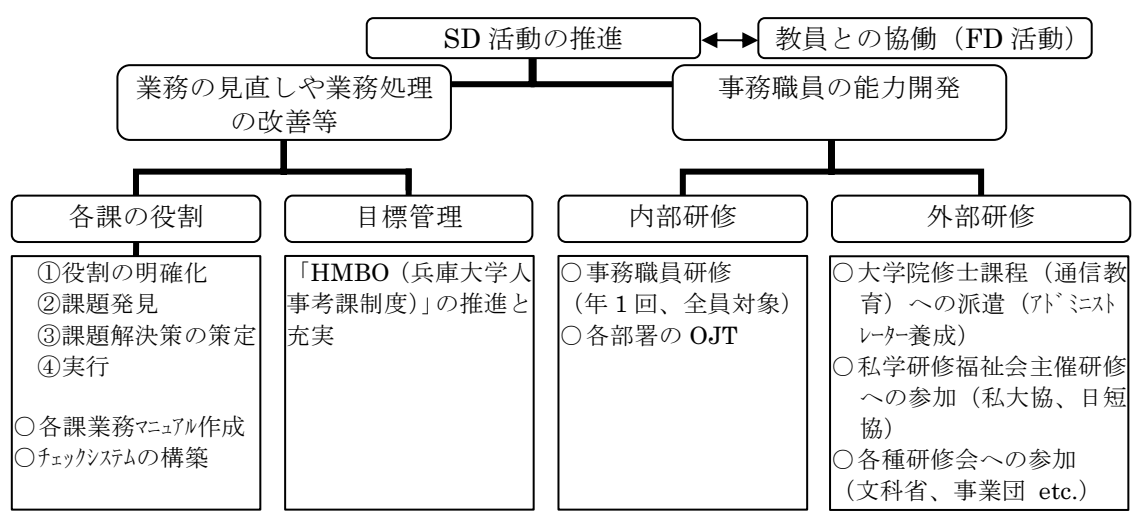 SD 活動の推進
教員との協働（FD 活動）
業務の見直しや業務処理
の改善等
事務職員の能力開発
各課の役割
目標管理
内部研修
外部研修
①役割の明確化
②課題発見
③課題解決策の策定
④実行
○各課業務ﾏﾆｭｱﾙ作成
○ﾁｪｯｸｼｽﾃﾑの構築
「HMBO（兵庫大学人
事考課制度）」の推進と
充実
○事務職員研修
（年１回、全員対象）
○各部署の OJT
○大学院修士課程（通信教
育）への派遣（ｱﾄﾞﾐﾆｽﾄ
ﾚｰﾀｰ養成）
○私学研修福祉会主催研修
への参加（私大協、日短
協）
○各種研修会への参加
（文科省、事業団 etc.）